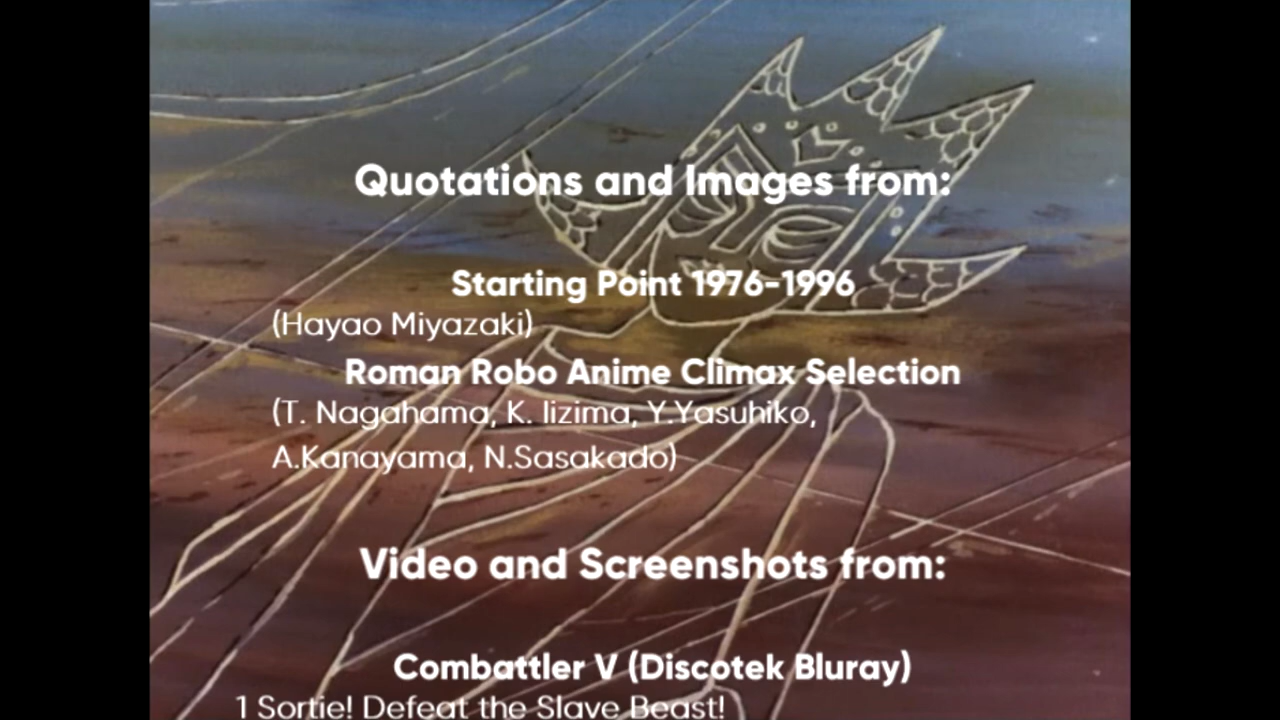 Quotations and Images from:
Starting Point 1976-1996
(Hayao Miyazaki)
Roman Robo Anime Climax Selection
(T. Nagahama, K. Iizima, Y.Yasuhiko,
A.Kanayama, N.Sasakado)
Video and Screenshots from:
Combattler V (Discotek Bluray)
1 Sortie! Defeat the Slave Beast!